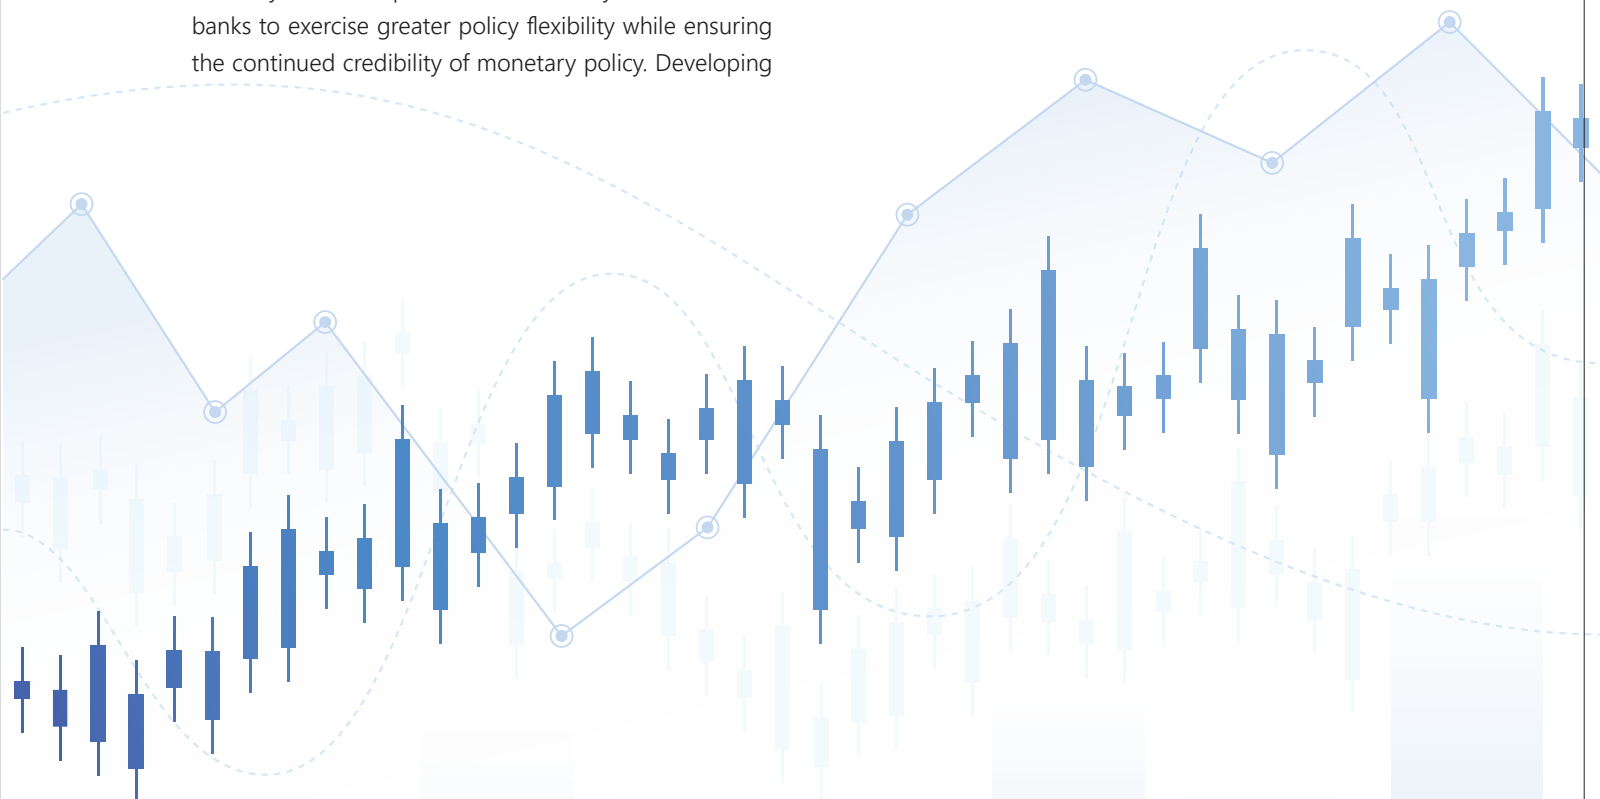 banks to exercise greater policy flexibility while ensuring
the continued credibility of monetary policy. Developing